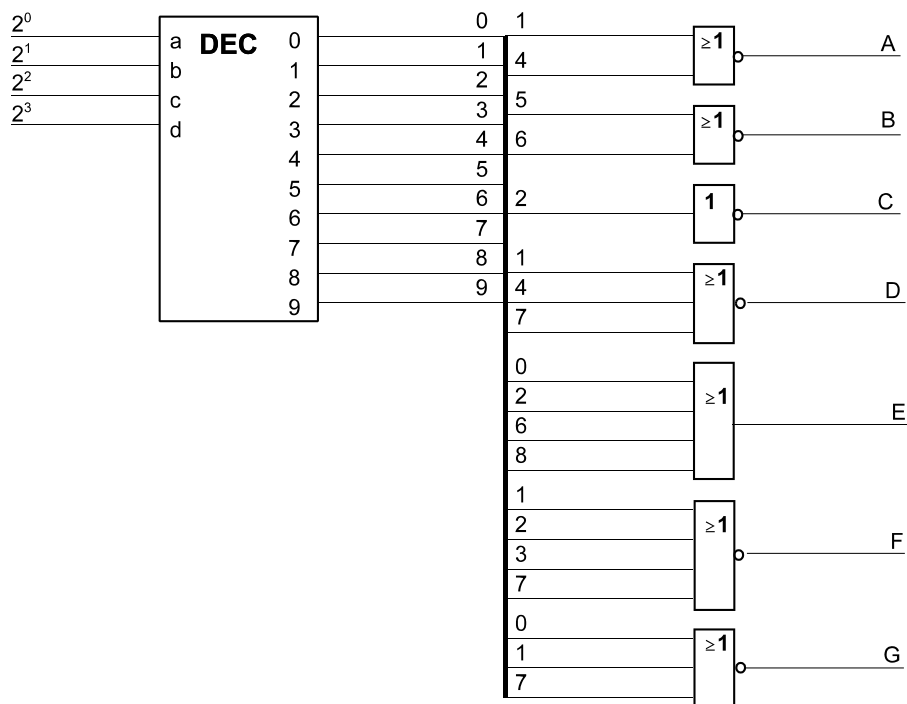 2⁰ a DEC 0 0 1 ≥1 A
2¹ b 1 1 4
2² c 2 2 5 ≥1 B
2³ d 3 3 6
4 4
5 5
6 6 2 1 C
7 7
8 8 1 ≥1 D
9 9 4
7
0
2 ≥1 E
6
8
1
2 ≥1 F
3
7
0 ≥1
1 G
7